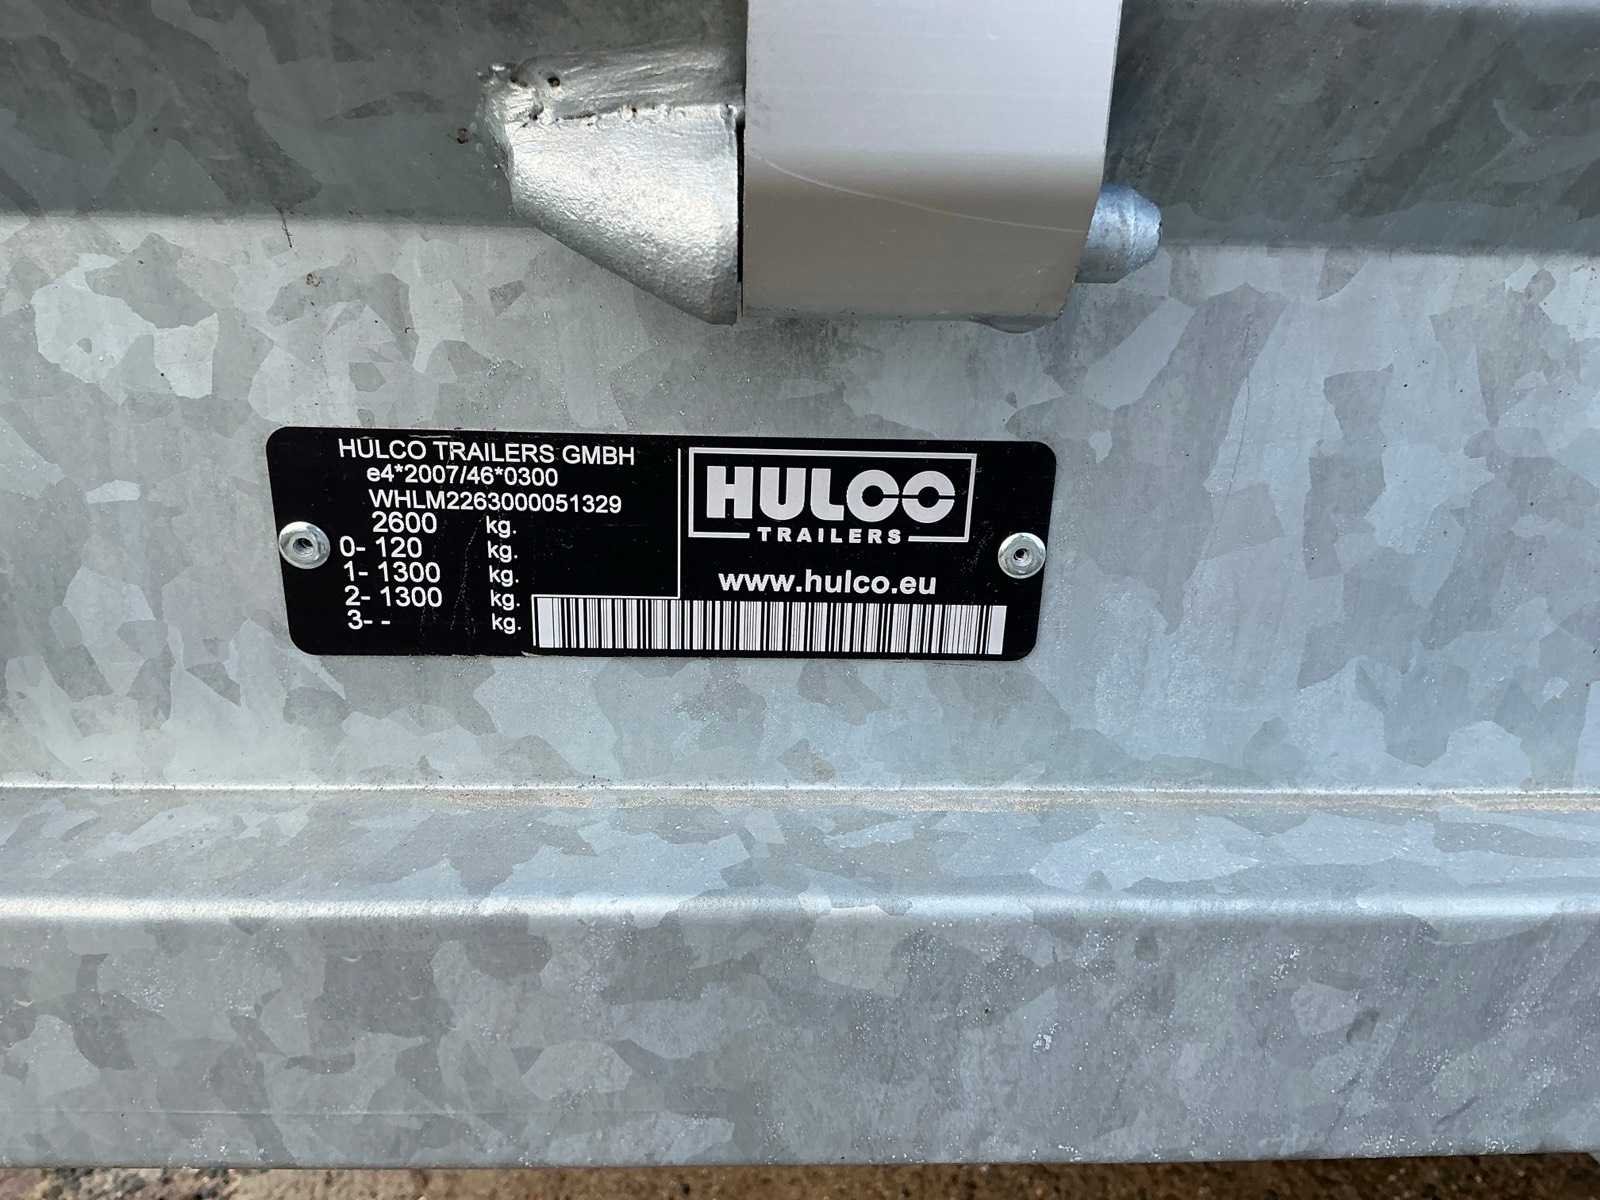 HULCO TRAILERS GMBH
e4*2007/46*0300
WHLM2263000051329
2600 kg.
0- 120 kg.
1- 1300 kg.
2- 1300 kg.
3- - kg.
HULCO
TRAILERS
www.hulco.eu